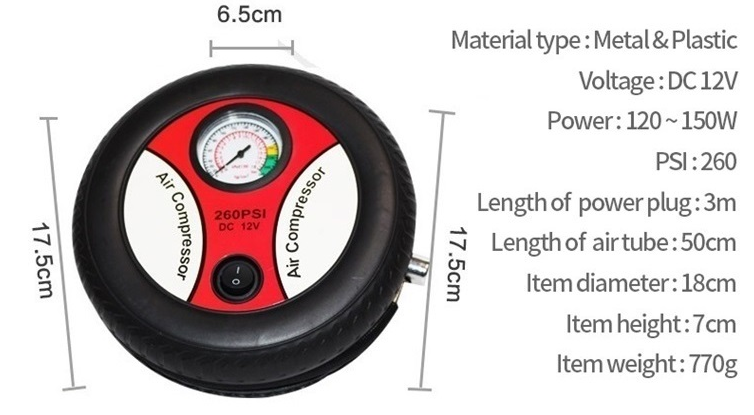 6.5cm
17.5cm
17.5cm
Air Compressor
Air Compressor
260PSI
DC 12V
Material type : Metal & Plastic
Voltage : DC 12V
Power : 120 ~ 150W
PSI : 260
Length of power plug : 3m
Length of air tube : 50cm
Item diameter : 18cm
Item height : 7cm
Item weight : 770g